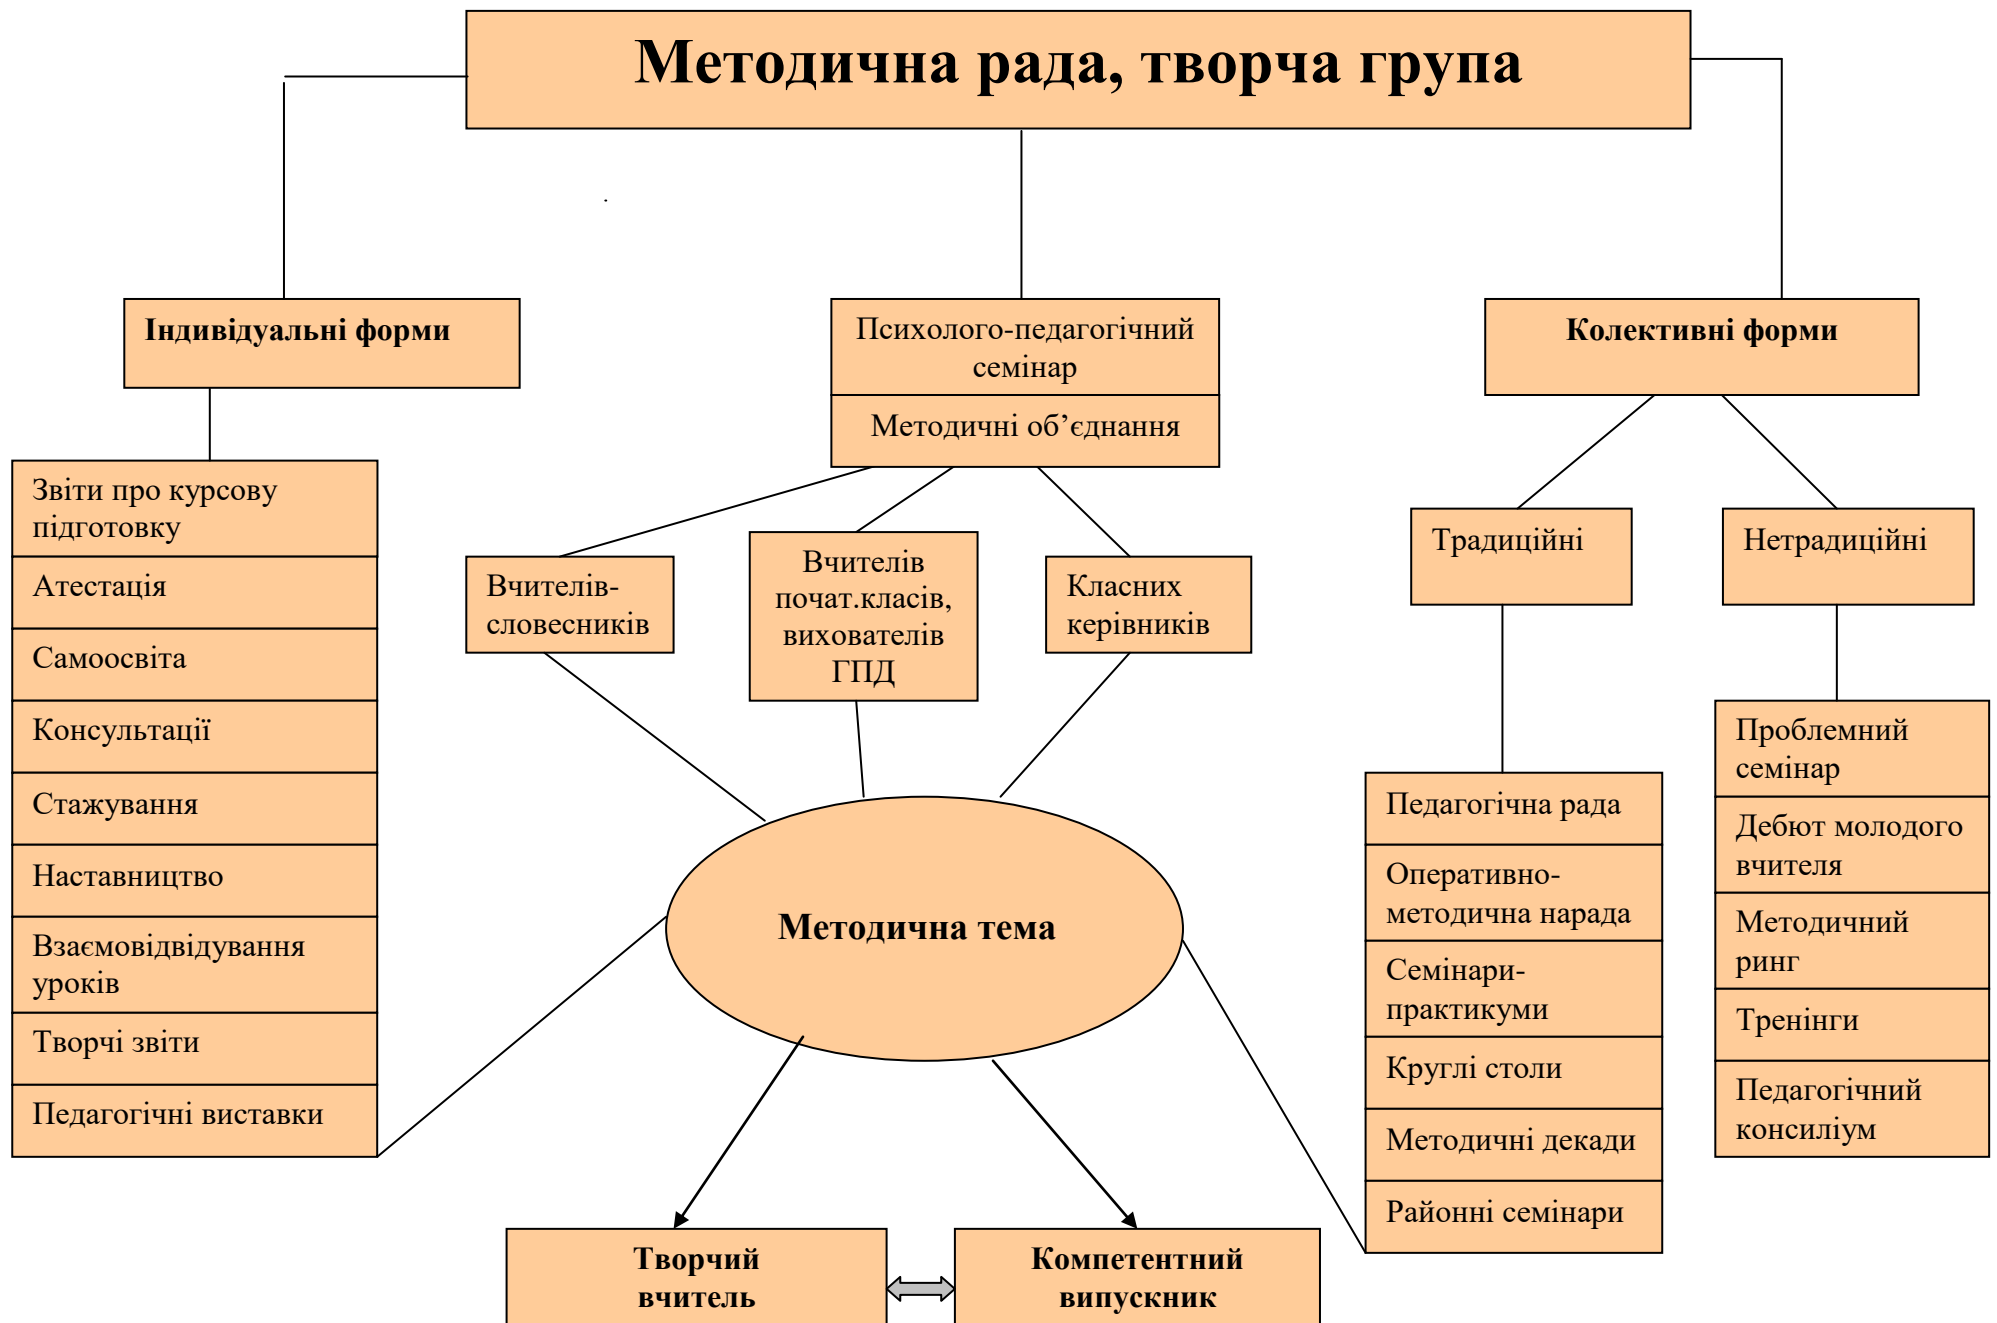 Методична рада, творча група
Індивідуальні форми
Звіти про курсову
підготовку
Атестація
Самоосвіта
Консультації
Стажування
Наставництво
Взаємовідвідування
уроків
Творчі звіти
Педагогічні виставки
Психолого-педагогічний
семінар
Методичні об’єднання
Вчителів-
словесників
Вчителів
почат.класів,
вихователів
ГПД
Класних
керівників
Методична тема
Творчий
вчитель
Компетентний
випускник
Колективні форми
Традиційні
Педагогічна рада
Оперативно-
методична нарада
Семінари-
практикуми
Круглі столи
Методичні декади
Районні семінари
Нетрадиційні
Проблемний
семінар
Дебют молодого
вчителя
Методичний
ринг
Тренінги
Педагогічний
консиліум